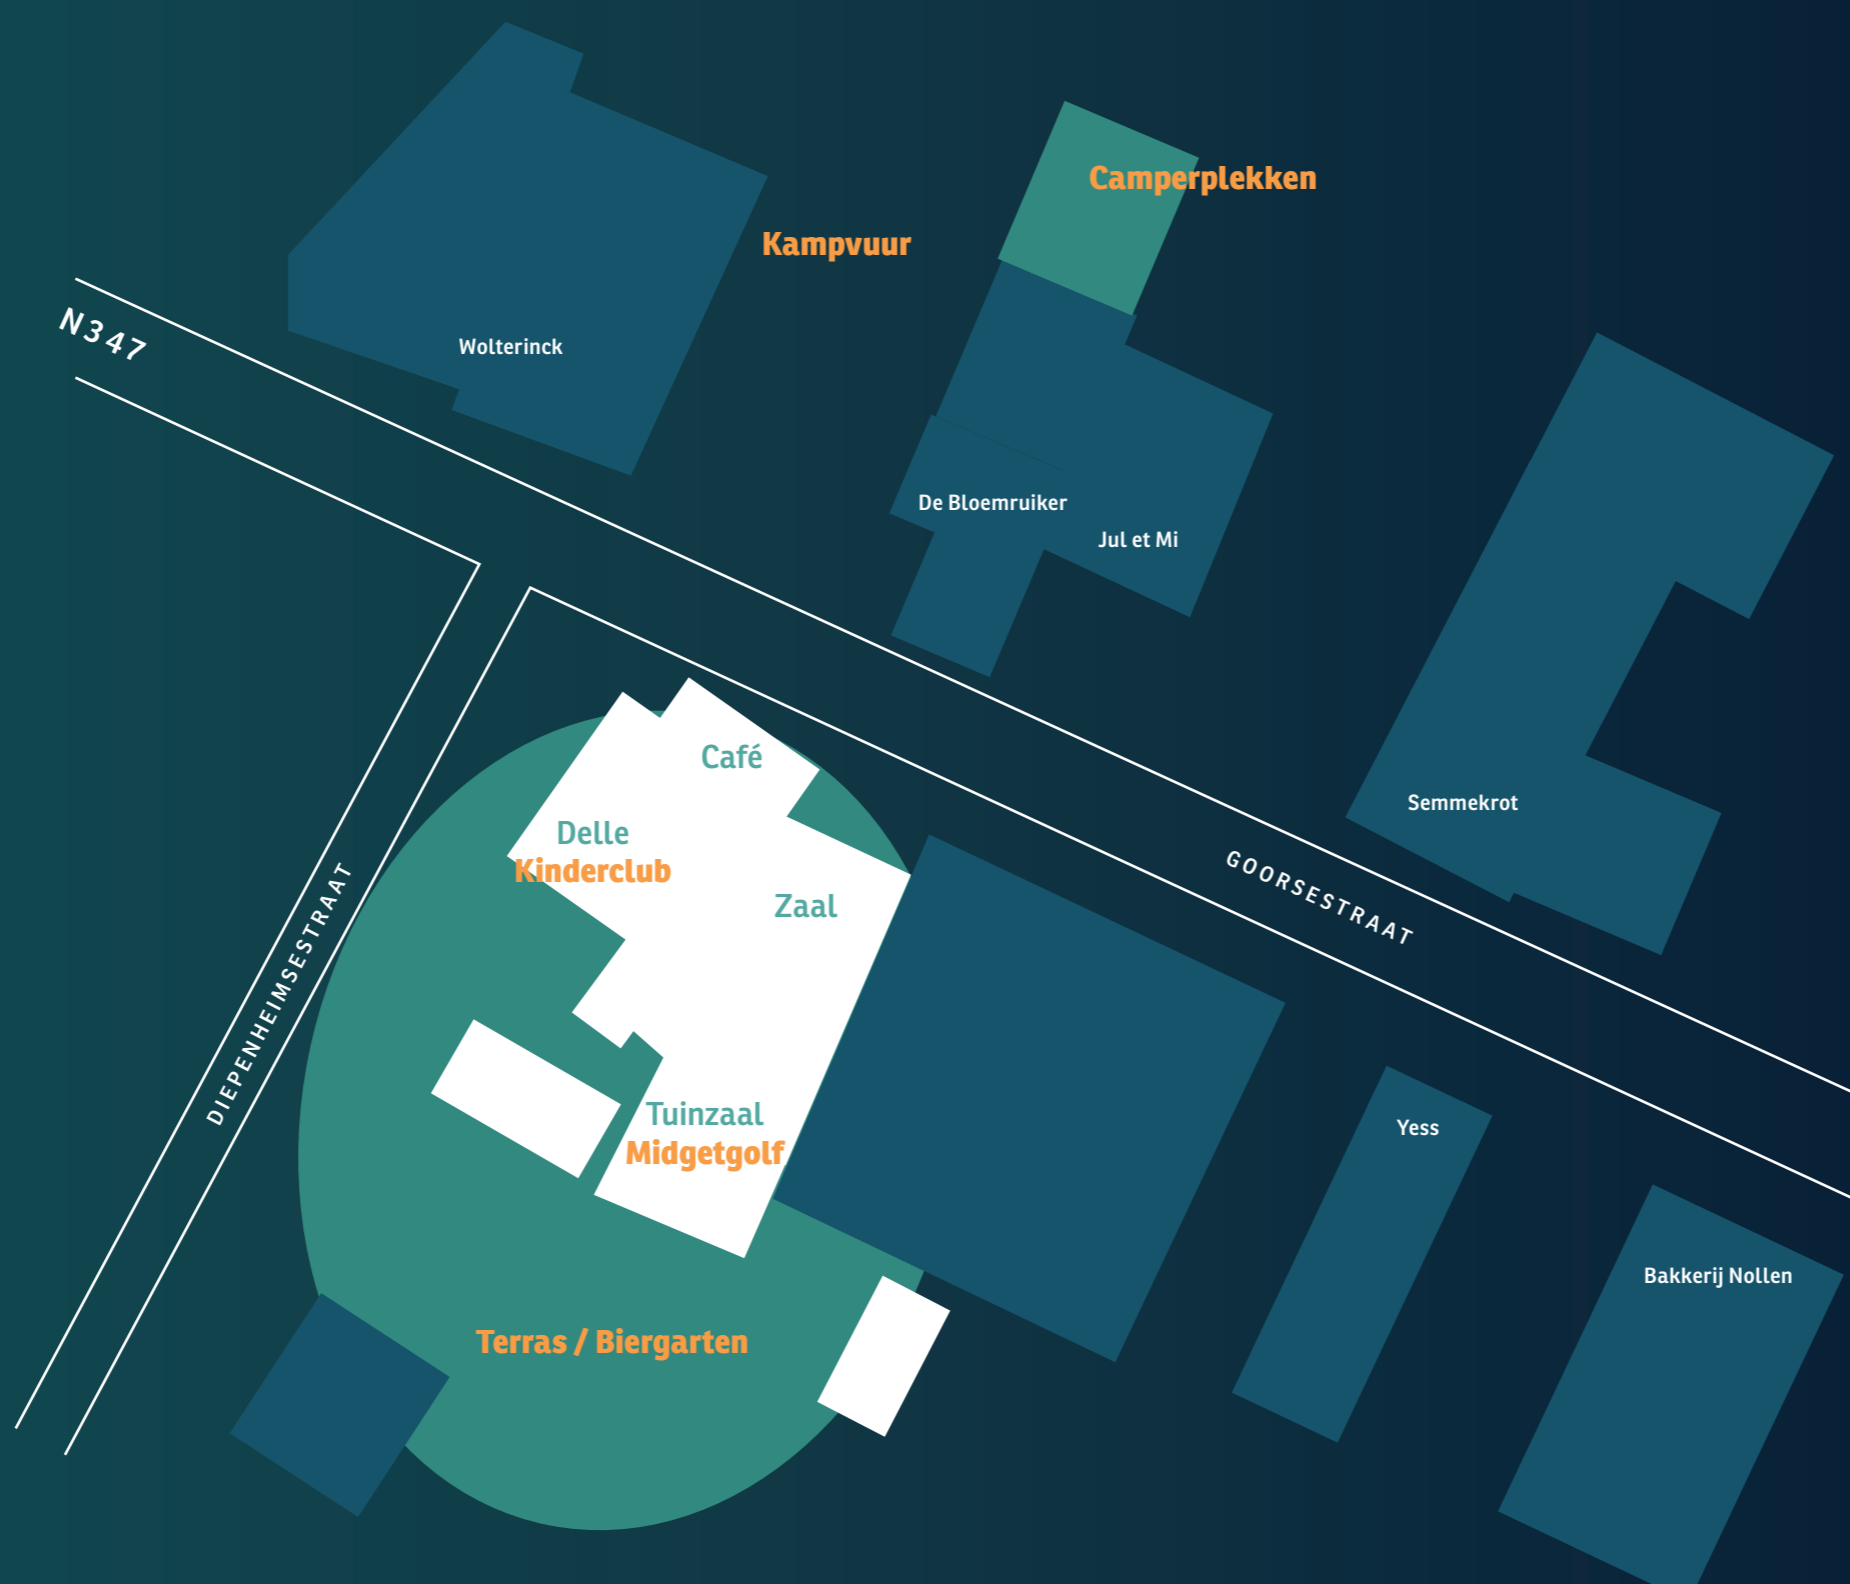 Camperplekken
Kampvuur
N347
Wolterinck
De Bloemruiker
Jul et Mi
Café
Semmekrot
Delle
Kinderclub
Zaal
GOORSESTRAAT
DIEPENHEIMSESTRAAT
Tuinzaal
Midgetgolf
Yess
Bakkerij Nollen
Terras / Biergarten